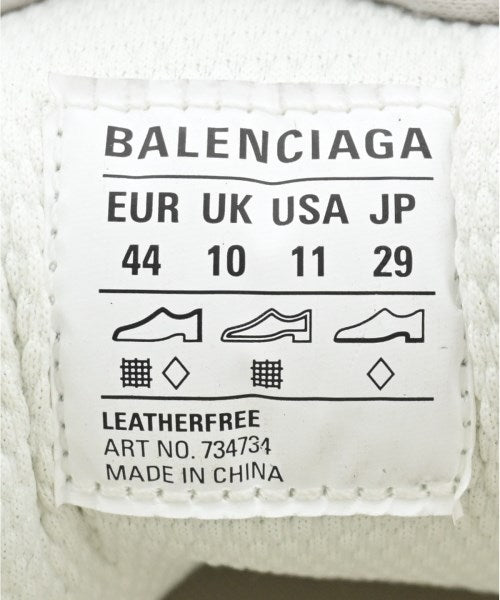 BALENCIAGA
EUR UK USA JP
44 10 11 29
LEATHERFREE
ART NO. 734734
MADE IN CHINA